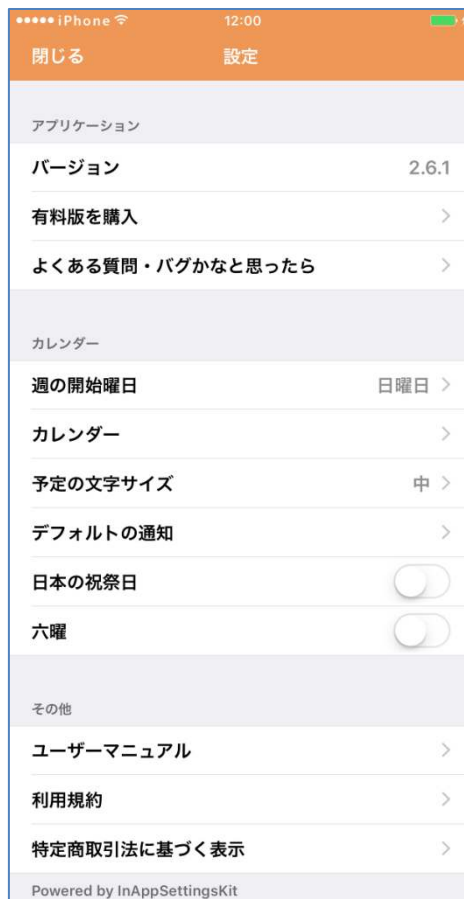 iPhone 12:00
閉じる 設定
アプリケーション
バージョン 2.6.1
有料版を購入
よくある質問・バグかなと思ったら
カレンダー
週の開始曜日 日曜日
カレンダー
予定の文字サイズ 中
デフォルトの通知
日本の祝祭日
六曜
その他
ユーザーマニュアル
利用規約
特定商取引法に基づく表示
Powered by InAppSettingsKit